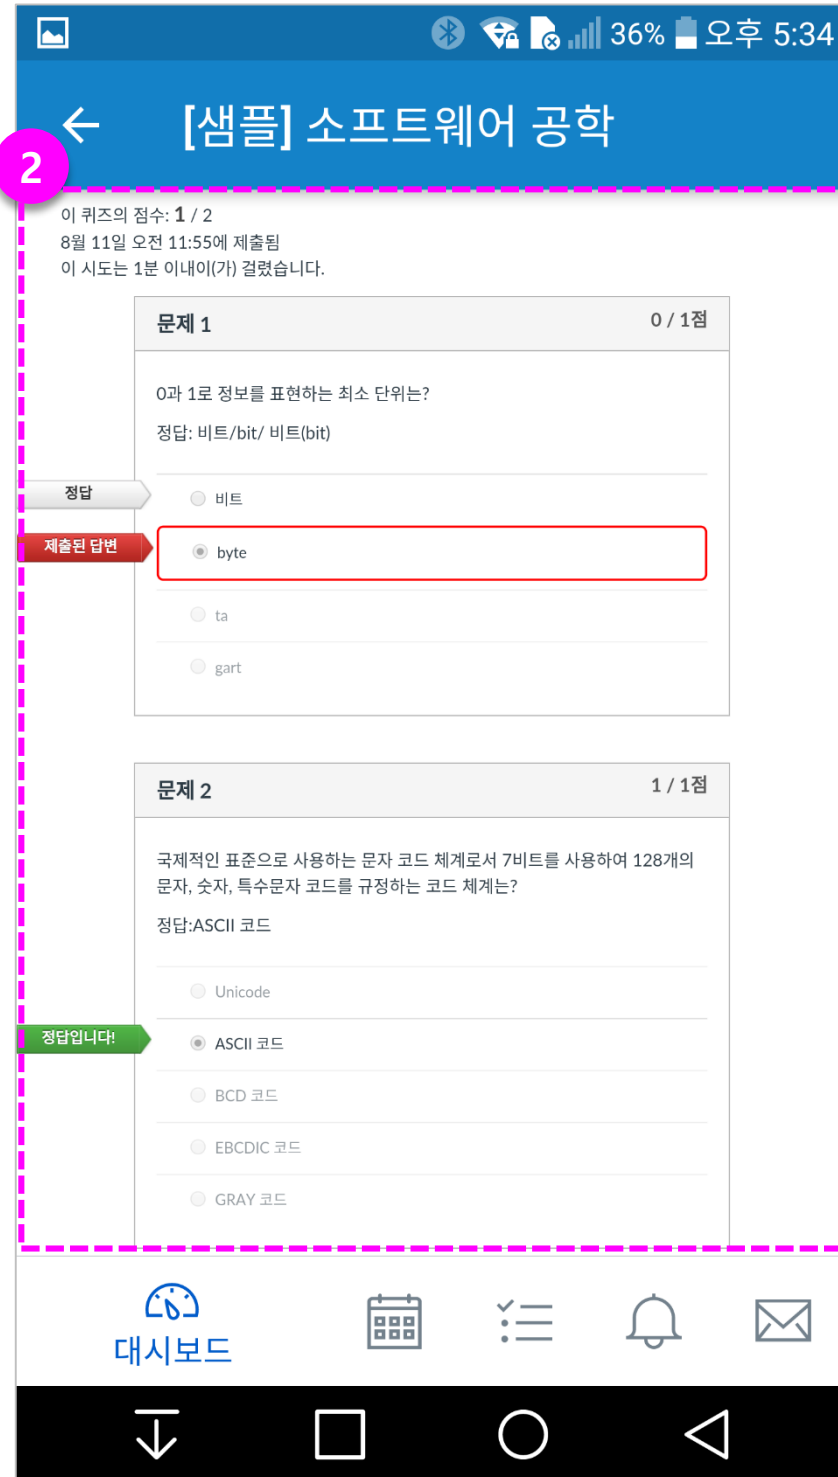 36% 오후 5:34
[샘플] 소프트웨어 공학
2
이 퀴즈의 점수: 1 / 2
8월 11일 오전 11:55에 제출됨
이 시도는 1분 이내이(가) 걸렸습니다.
문제 1 0 / 1점
0과 1로 정보를 표현하는 최소 단위는?
정답: 비트/bit/ 비트(bit)
정답 비트
제출된 답변 byte
ta
gart
문제 2 1 / 1점
국제적인 표준으로 사용하는 문자 코드 체계로서 7비트를 사용하여 128개의
문자, 숫자, 특수문자 코드를 규정하는 코드 체계는?
정답:ASCII 코드
Unicode
정답입니다! ASCII 코드
BCD 코드
EBCDIC 코드
GRAY 코드
대시보드